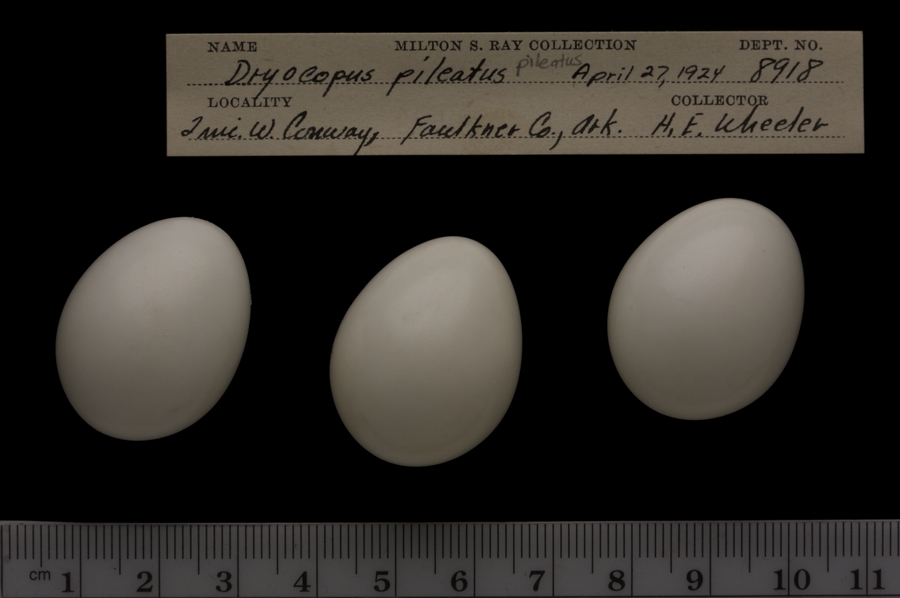 NAME MILTON S. RAY COLLECTION DEPT. NO.
Dryocopus pileatus pileatus April 27, 1924 8918
LOCALITY COLLECTOR
2 mi. W. Conway, Faulkner Co., Ark. H. E. Wheeler
cm 1 2 3 4 5 6 7 8 9 10 11